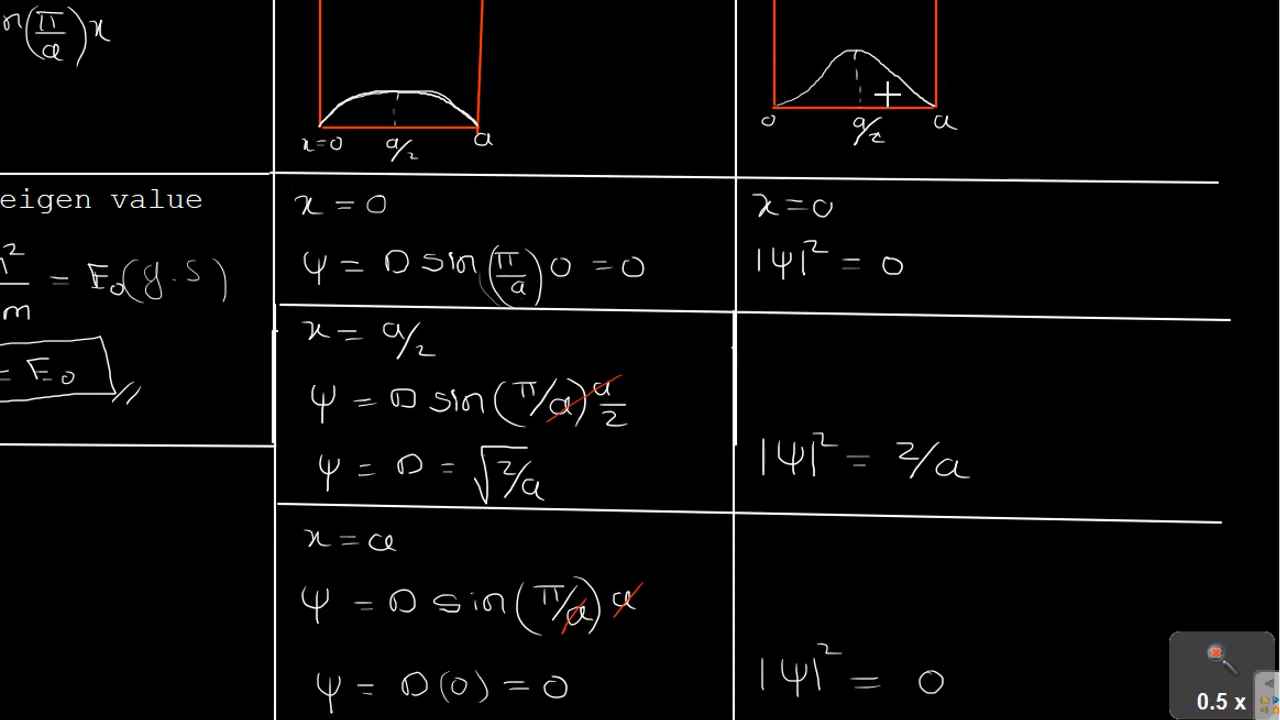 n(π/a)x
x=0 a/2 a
0 a/2 a
eigen value
= E₀(g.s)
m
= E₀
x = 0
ψ = D sin(π/a)0 = 0
x = a/2
ψ = D sin(π/a)a/2
ψ = D = √2/a
x = a
ψ = D sin(π/a)a
ψ = D(0) = 0
x=0
|ψ|² = 0
|ψ|² = 2/a
|ψ|² = 0
0.5 x